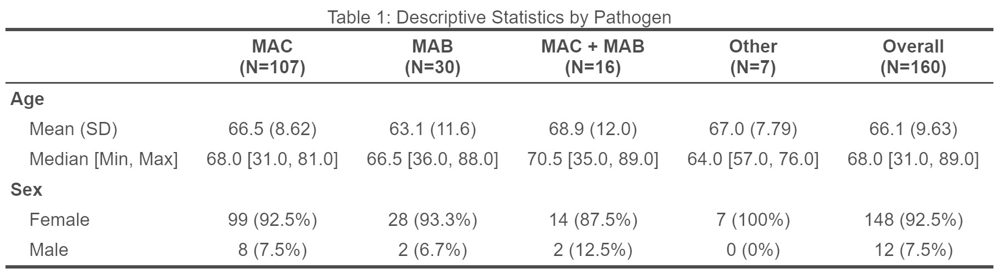 Table 1: Descriptive Statistics by Pathogen
MAC MAB MAC + MAB Other Overall
(N=107) (N=30) (N=16) (N=7) (N=160)
Age
Mean (SD) 66.5 (8.62) 63.1 (11.6) 68.9 (12.0) 67.0 (7.79) 66.1 (9.63)
Median [Min, Max] 68.0 [31.0, 81.0] 66.5 [36.0, 88.0] 70.5 [35.0, 89.0] 64.0 [57.0, 76.0] 68.0 [31.0, 89.0]
Sex
Female 99 (92.5%) 28 (93.3%) 14 (87.5%) 7 (100%) 148 (92.5%)
Male 8 (7.5%) 2 (6.7%) 2 (12.5%) 0 (0%) 12 (7.5%)